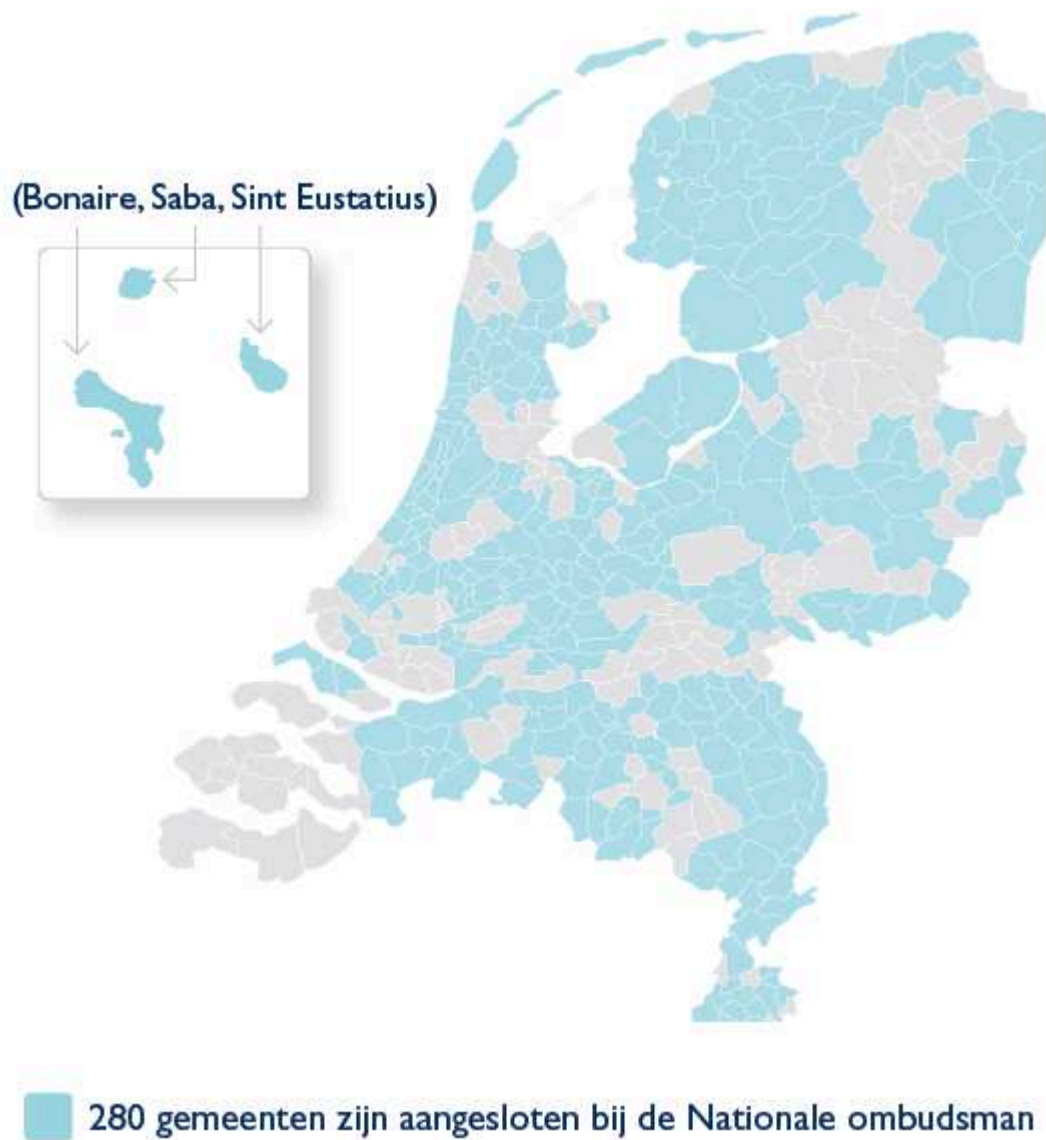 (Bonaire, Saba, Sint Eustatius)
280 gemeenten zijn aangesloten bij de Nationale ombudsman